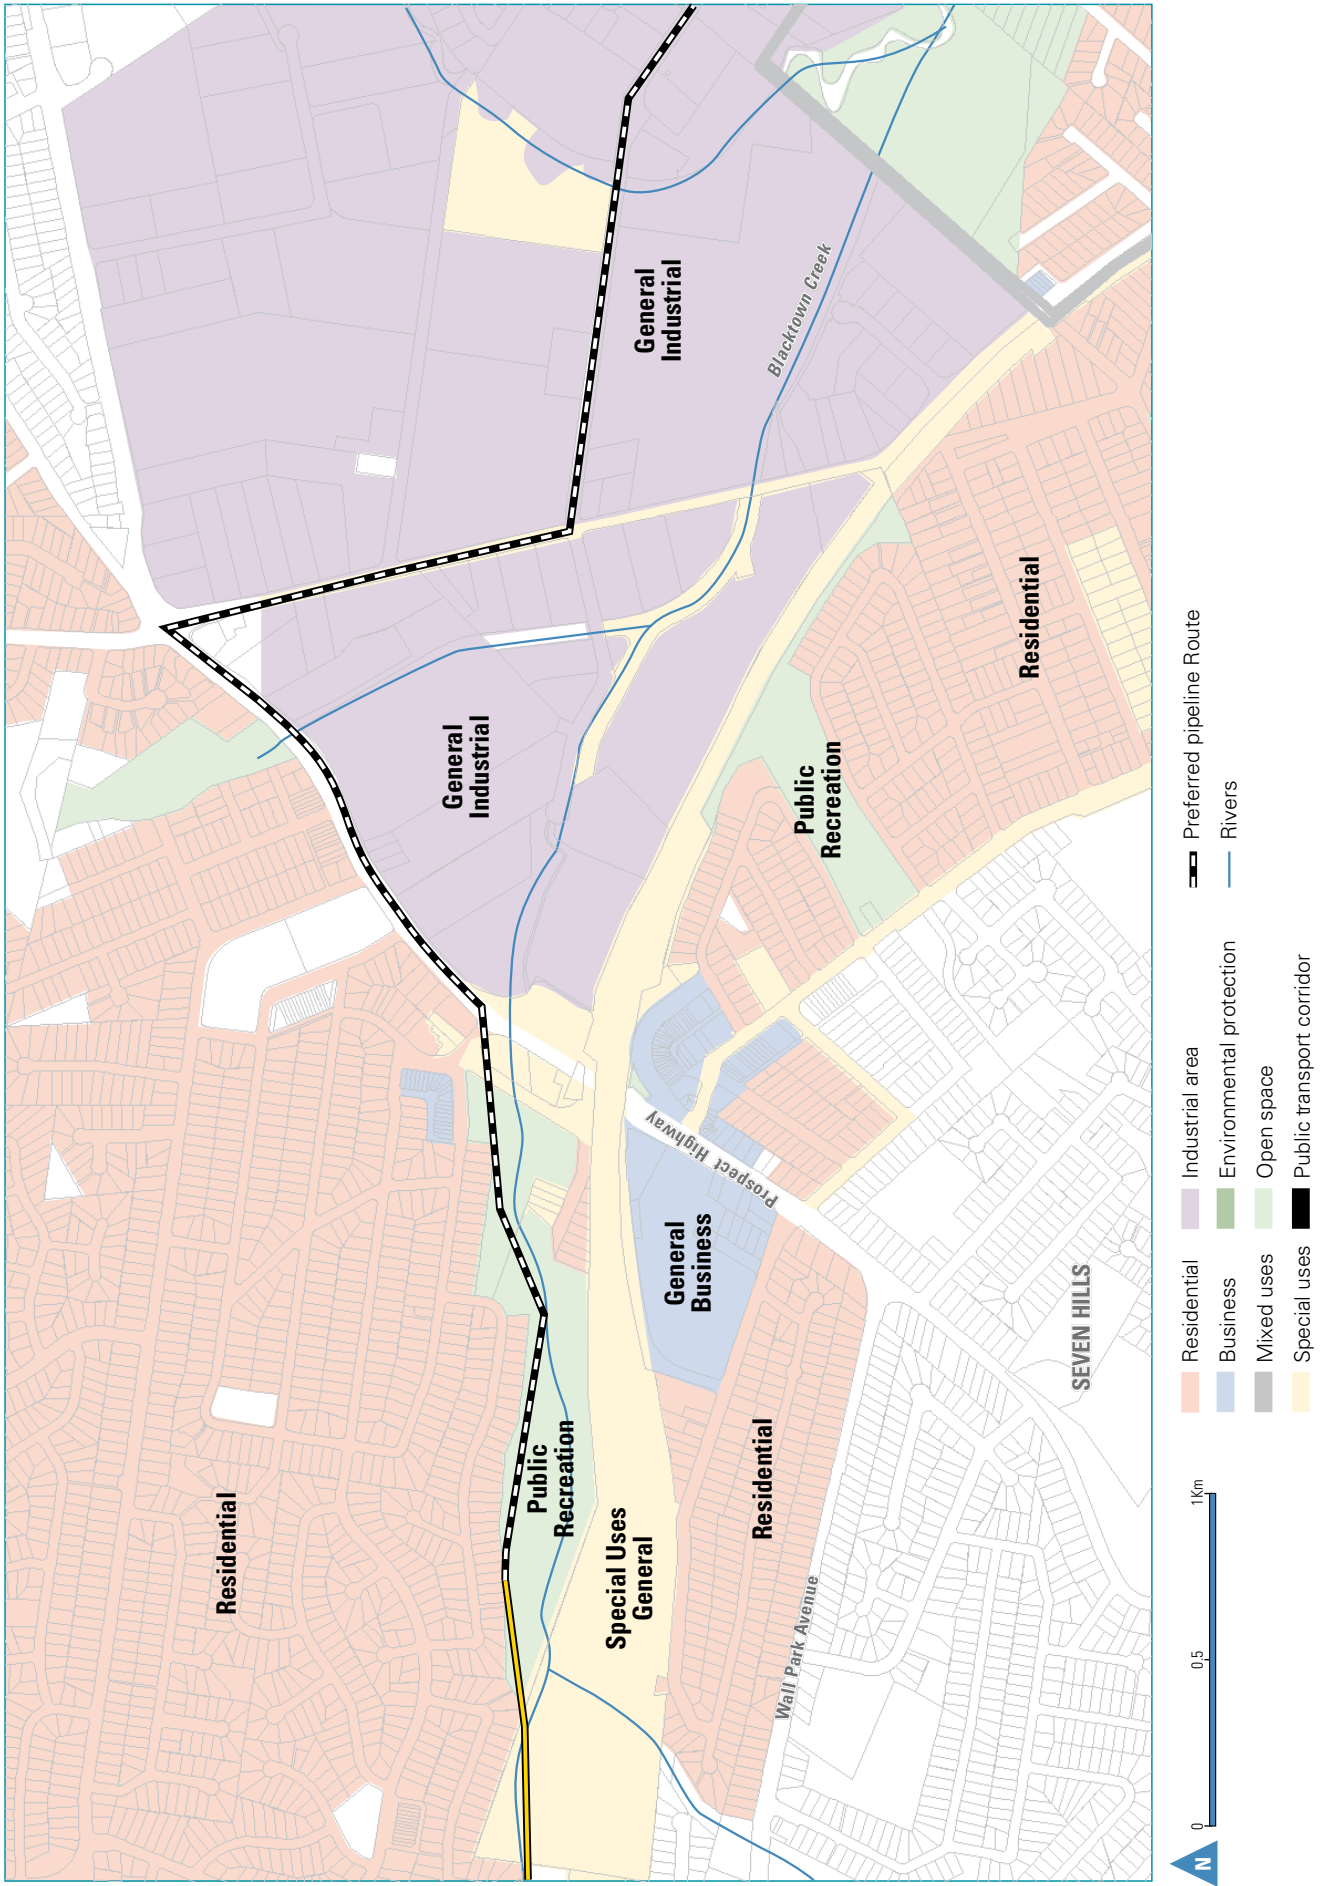 Residential
General
Industrial
General
Industrial
Blacktown Creek
Public
Recreation
Special Uses
General
General
Business
Prospect Highway
Public
Recreation
Residential
Residential
Wall Park Avenue
SEVEN HILLS
N
0
0.5
1Km
Residential
Business
Mixed uses
Special uses
Industrial area
Environmental protection
Open space
Public transport corridor
Preferred pipeline Route
Rivers